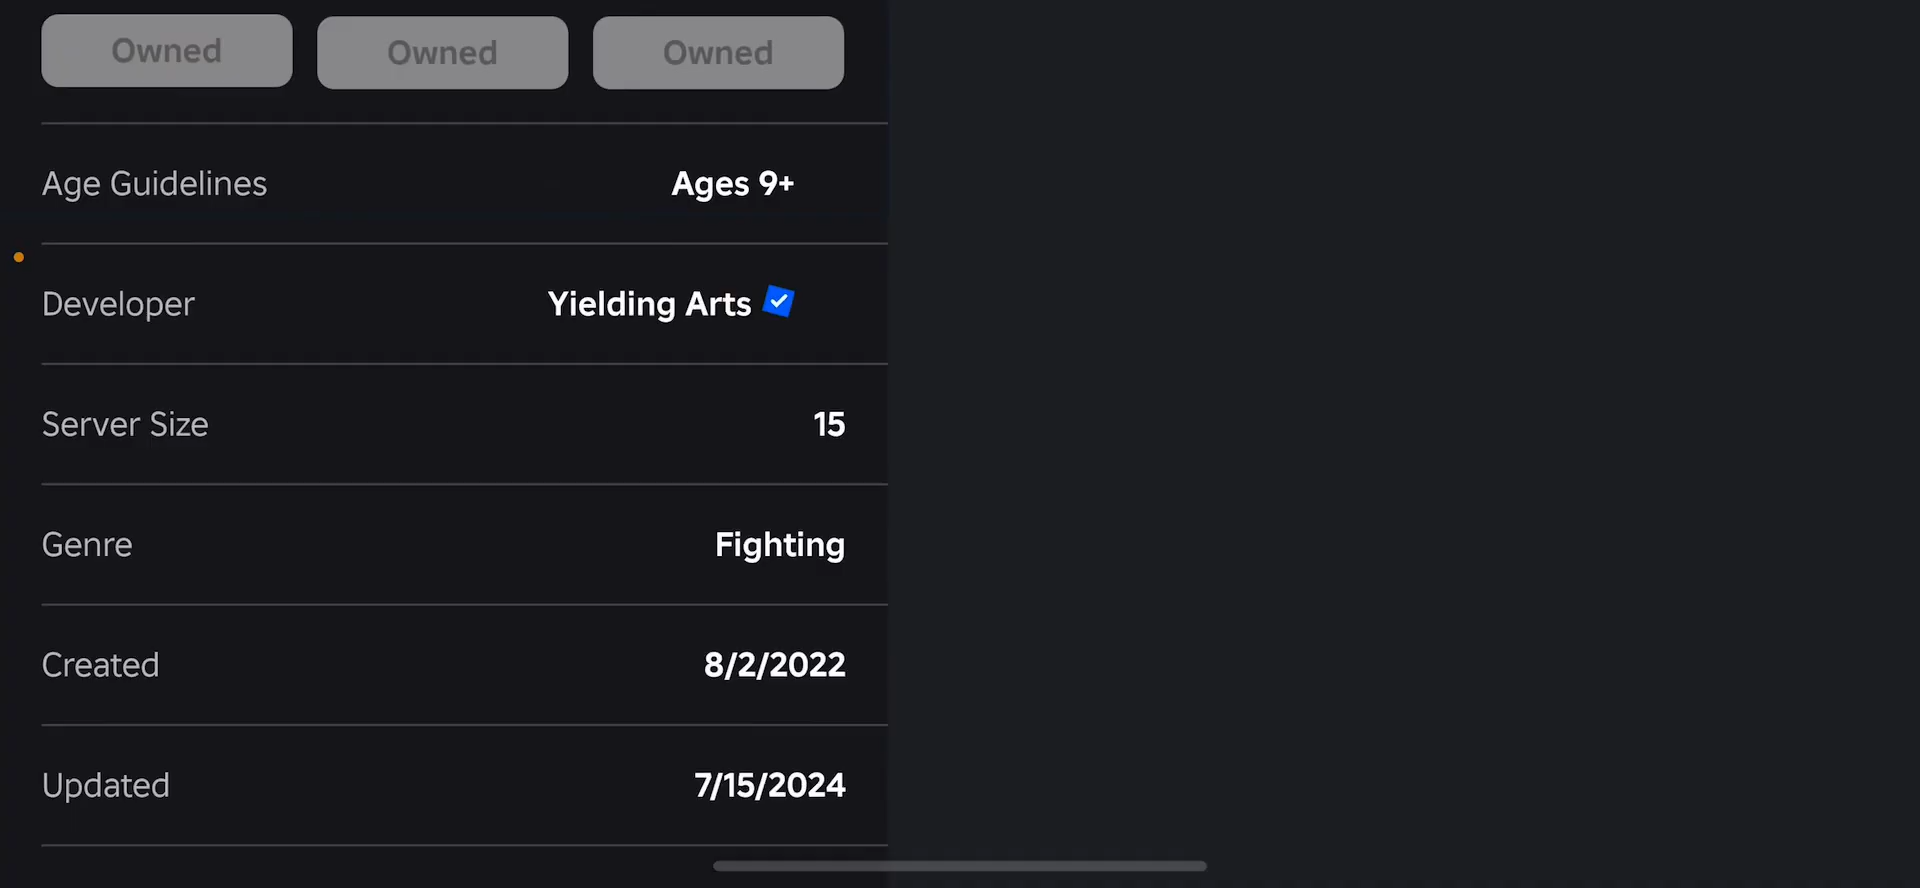 Owned Owned Owned
Age Guidelines Ages 9+
Developer Yielding Arts
Server Size 15
Genre Fighting
Created 8/2/2022
Updated 7/15/2024